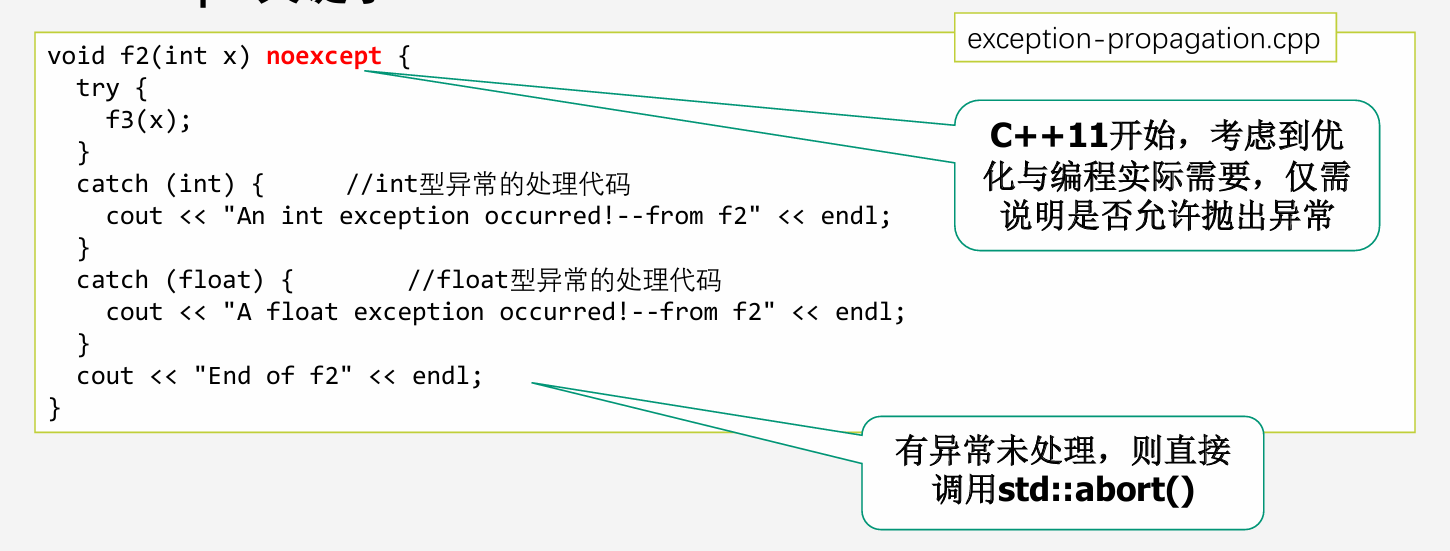 exception-propagation.cpp
void f2(int x) noexcept {
  try {
    f3(x);
  }
  catch (int) {      //int型异常的处理代码
    cout << "An int exception occurred!--from f2" << endl;
  }
  catch (float) {        //float型异常的处理代码
    cout << "A float exception occurred!--from f2" << endl;
  }
  cout << "End of f2" << endl;
}
C++11开始，考虑到优
化与编程实际需要，仅需
说明是否允许抛出异常
有异常未处理，则直接
调用std::abort()